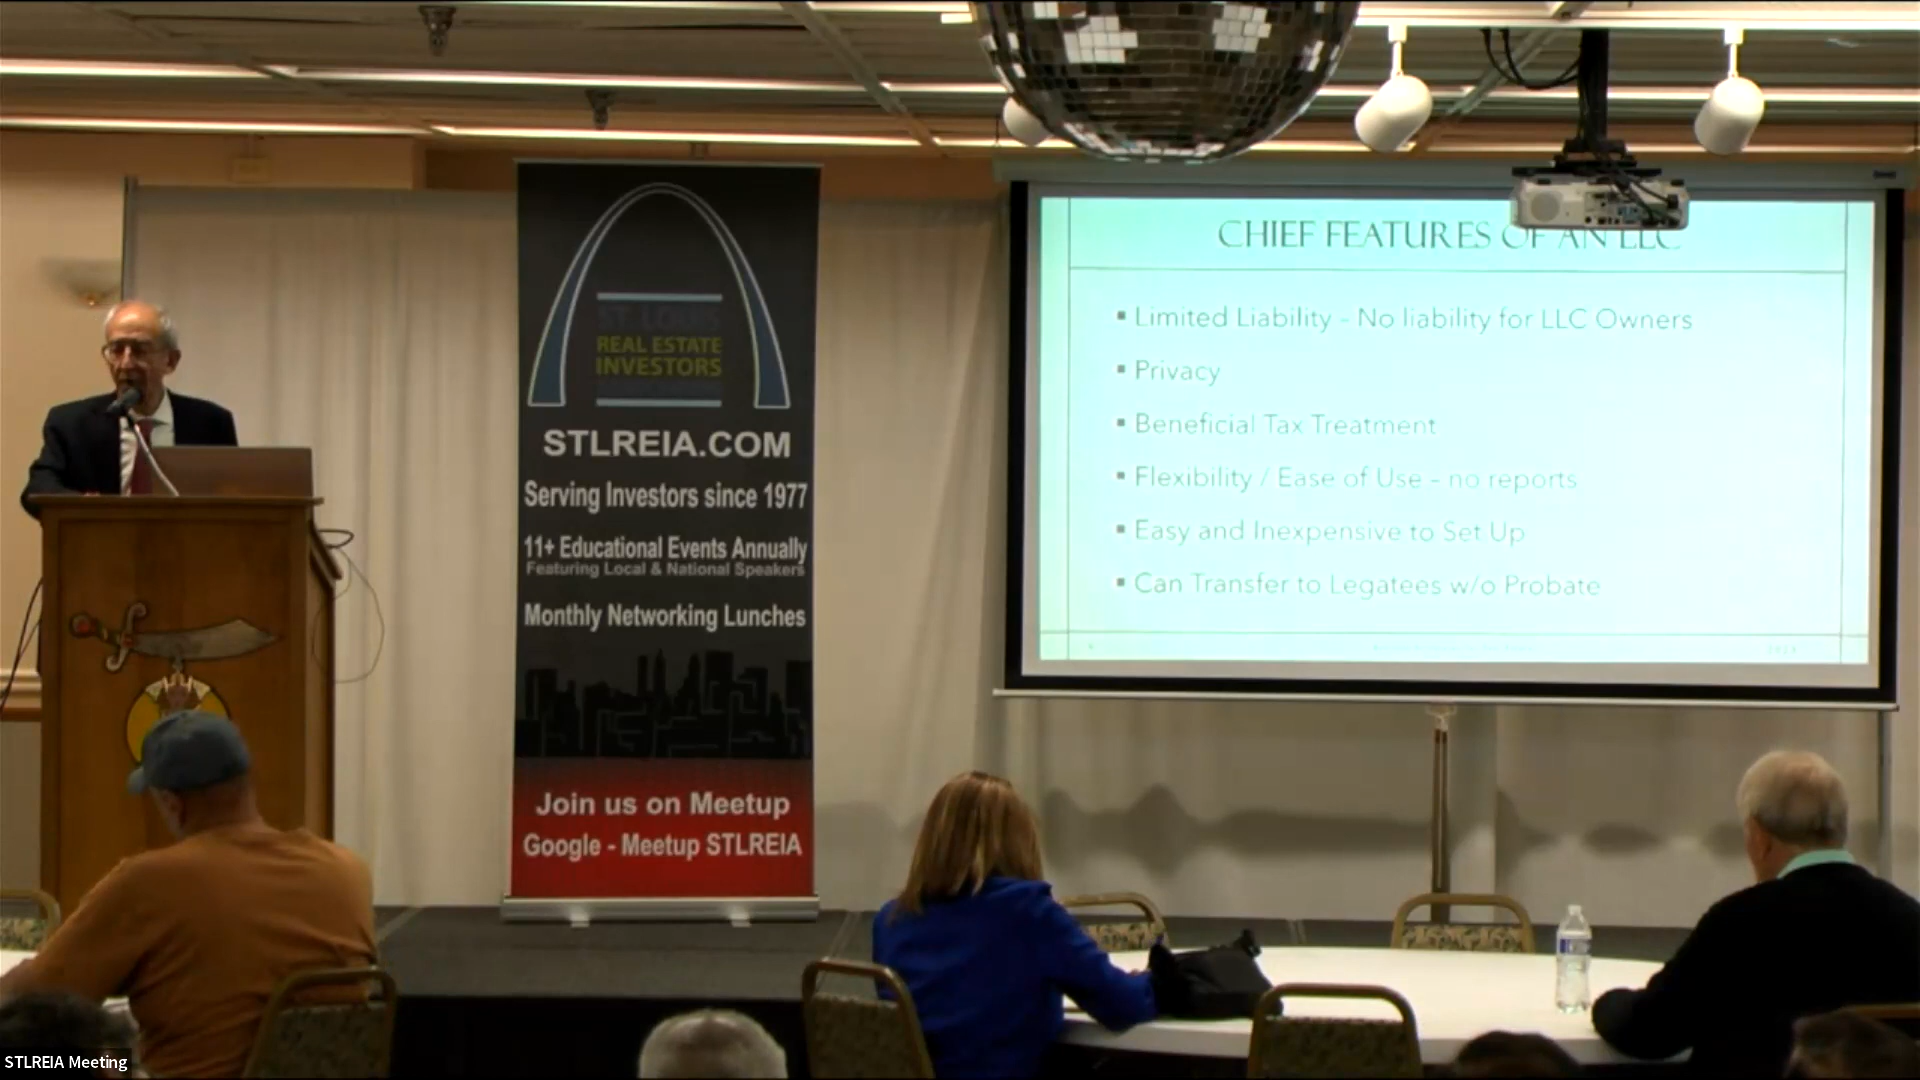 ST. LOUIS
REAL ESTATE
INVESTORS
STLREIA.COM
Serving Investors since 1977
11+ Educational Events Annually
Featuring Local & National Speakers
Monthly Networking Lunches
Join us on Meetup
Google - Meetup STLREIA
CHIEF FEATURES OF AN LLC
▪ Limited Liability - No liability for LLC Owners
▪ Privacy
▪ Beneficial Tax Treatment
▪ Flexibility / Ease of Use – no reports
▪ Easy and Inexpensive to Set Up
▪ Can Transfer to Legatees w/o Probate
STLREIA Meeting